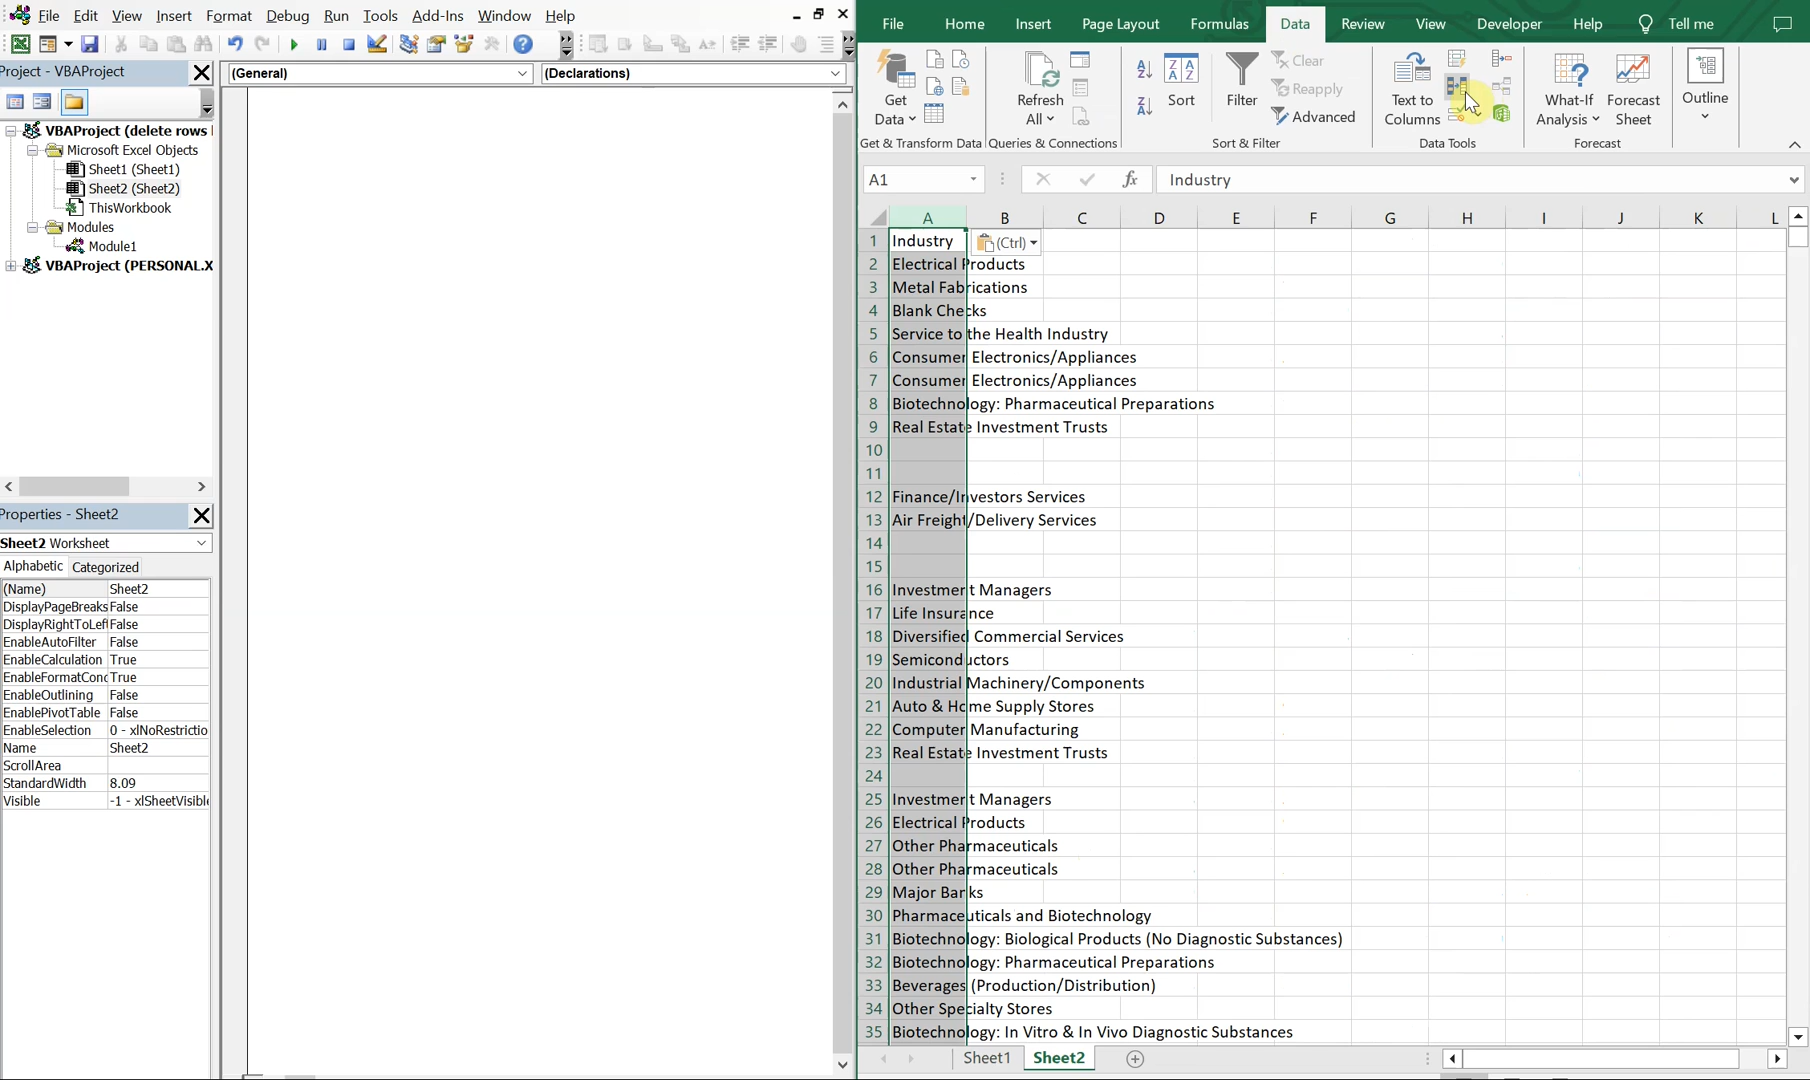 File Edit View Insert Format Debug Run Tools Add-Ins Window Help
Project - VBAProject
(General) (Declarations)
VBAProject (delete rows
Microsoft Excel Objects
Sheet1 (Sheet1)
Sheet2 (Sheet2)
ThisWorkbook
Modules
Module1
VBAProject (PERSONAL.X
Properties - Sheet2
Sheet2 Worksheet
Alphabetic Categorized
(Name) Sheet2
DisplayPageBreaks False
DisplayRightToLeft False
EnableAutoFilter False
EnableCalculation True
EnableFormatConc True
EnableOutlining False
EnablePivotTable False
EnableSelection 0 - xlNoRestrictio
Name Sheet2
ScrollArea
StandardWidth 8.09
Visible -1 - xlSheetVisible
File Home Insert Page Layout Formulas Data Review View Developer Help Tell me
Get Data
Refresh All
Sort
Filter
Clear
Reapply
Advanced
Text to Columns
What-If Analysis
Forecast Sheet
Outline
Get & Transform Data Queries & Connections Sort & Filter Data Tools Forecast
A1 fx Industry
A B C D E F G H I J K L
1 Industry (Ctrl)
2 Electrical Products
3 Metal Fabrications
4 Blank Checks
5 Service to the Health Industry
6 Consumer Electronics/Appliances
7 Consumer Electronics/Appliances
8 Biotechnology: Pharmaceutical Preparations
9 Real Estate Investment Trusts
10
11
12 Finance/Investors Services
13 Air Freight/Delivery Services
14
15
16 Investment Managers
17 Life Insurance
18 Diversified Commercial Services
19 Semiconductors
20 Industrial Machinery/Components
21 Auto & Home Supply Stores
22 Computer Manufacturing
23 Real Estate Investment Trusts
24
25 Investment Managers
26 Electrical Products
27 Other Pharmaceuticals
28 Other Pharmaceuticals
29 Major Banks
30 Pharmaceuticals and Biotechnology
31 Biotechnology: Biological Products (No Diagnostic Substances)
32 Biotechnology: Pharmaceutical Preparations
33 Beverages (Production/Distribution)
34 Other Specialty Stores
35 Biotechnology: In Vitro & In Vivo Diagnostic Substances
Sheet1 Sheet2